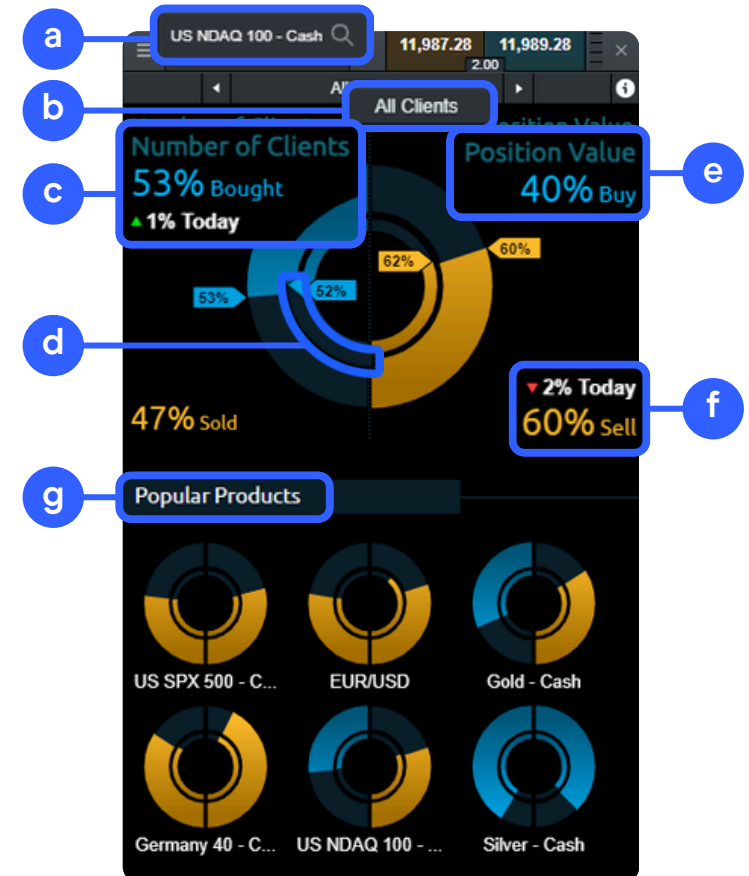 a
US NDAQ 100 - Cash
11,987.28 11,989.28
2.00
b
All Clients
c
Number of Clients
53% Bought
1% Today
e
Position Value
40% Buy
62%
60%
53%
52%
d
2% Today
60% Sell
f
47% Sold
g
Popular Products
US SPX 500 - C...
EUR/USD
Gold - Cash
Germany 40 - C...
US NDAQ 100 - ...
Silver - Cash